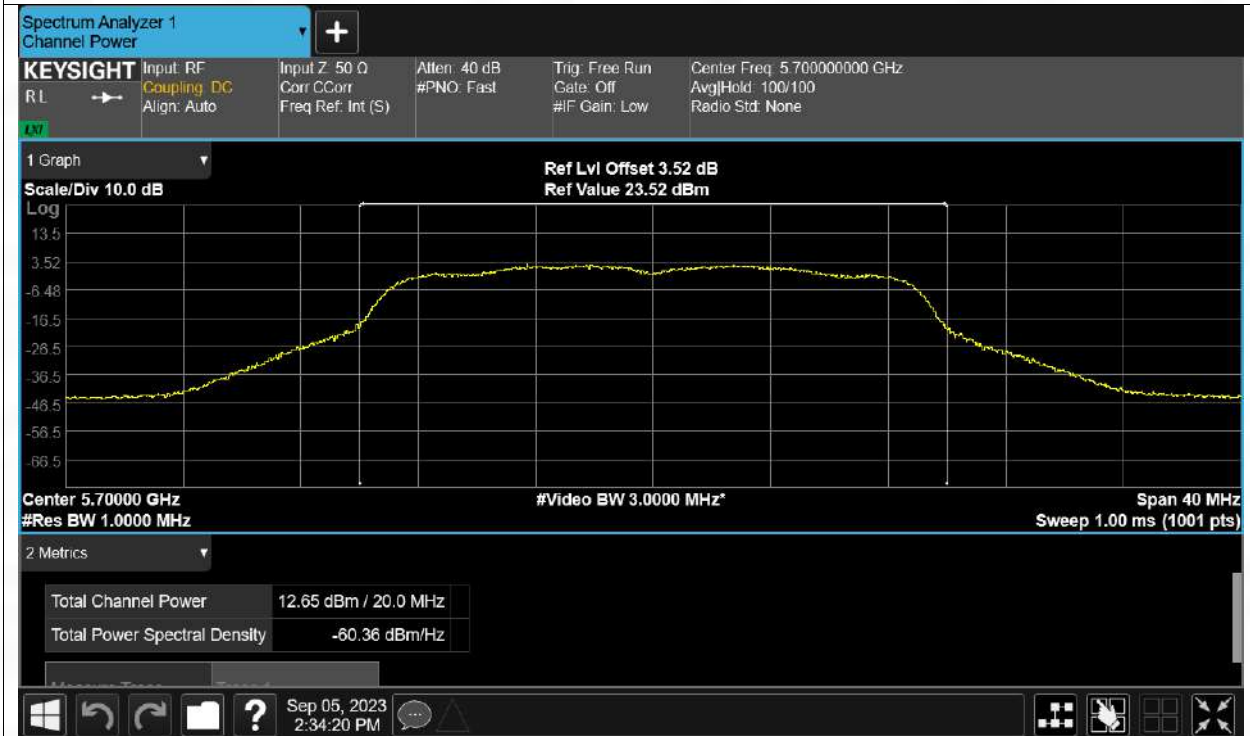 Spectrum Analyzer 1
Channel Power
+
KEYSIGHT
RL
LXI
Input: RF
Coupling: DC
Align: Auto
Input Z: 50 Ω
Corr CCorr
Freq Ref: Int (S)
Atten: 40 dB
#PNO: Fast
Trig: Free Run
Gate: Off
#IF Gain: Low
Center Freq: 5.700000000 GHz
Avg|Hold: 100/100
Radio Std: None
1 Graph
Scale/Div 10.0 dB
Ref Lvl Offset 3.52 dB
Ref Value 23.52 dBm
Log
13.5
3.52
-6.48
-16.5
-26.5
-36.5
-46.5
-56.5
-66.5
Center 5.70000 GHz
#Video BW 3.0000 MHz*
Span 40 MHz
#Res BW 1.0000 MHz
Sweep 1.00 ms (1001 pts)
2 Metrics
Total Channel Power 12.65 dBm / 20.0 MHz
Total Power Spectral Density -60.36 dBm/Hz
?
Sep 05, 2023
2:34:20 PM